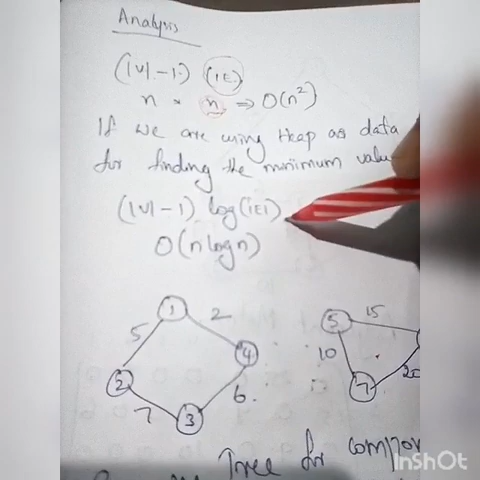 Analysis
(|V| - 1) (|E|)
n * n ⇒ O(n²)
If we are using Heap as data
for finding the minimum value
(|V| - 1) log(|E|)
O(n log n)
1 2 5 4 2 6 7 3
5 15 10 7 20
Tree for
InShOt